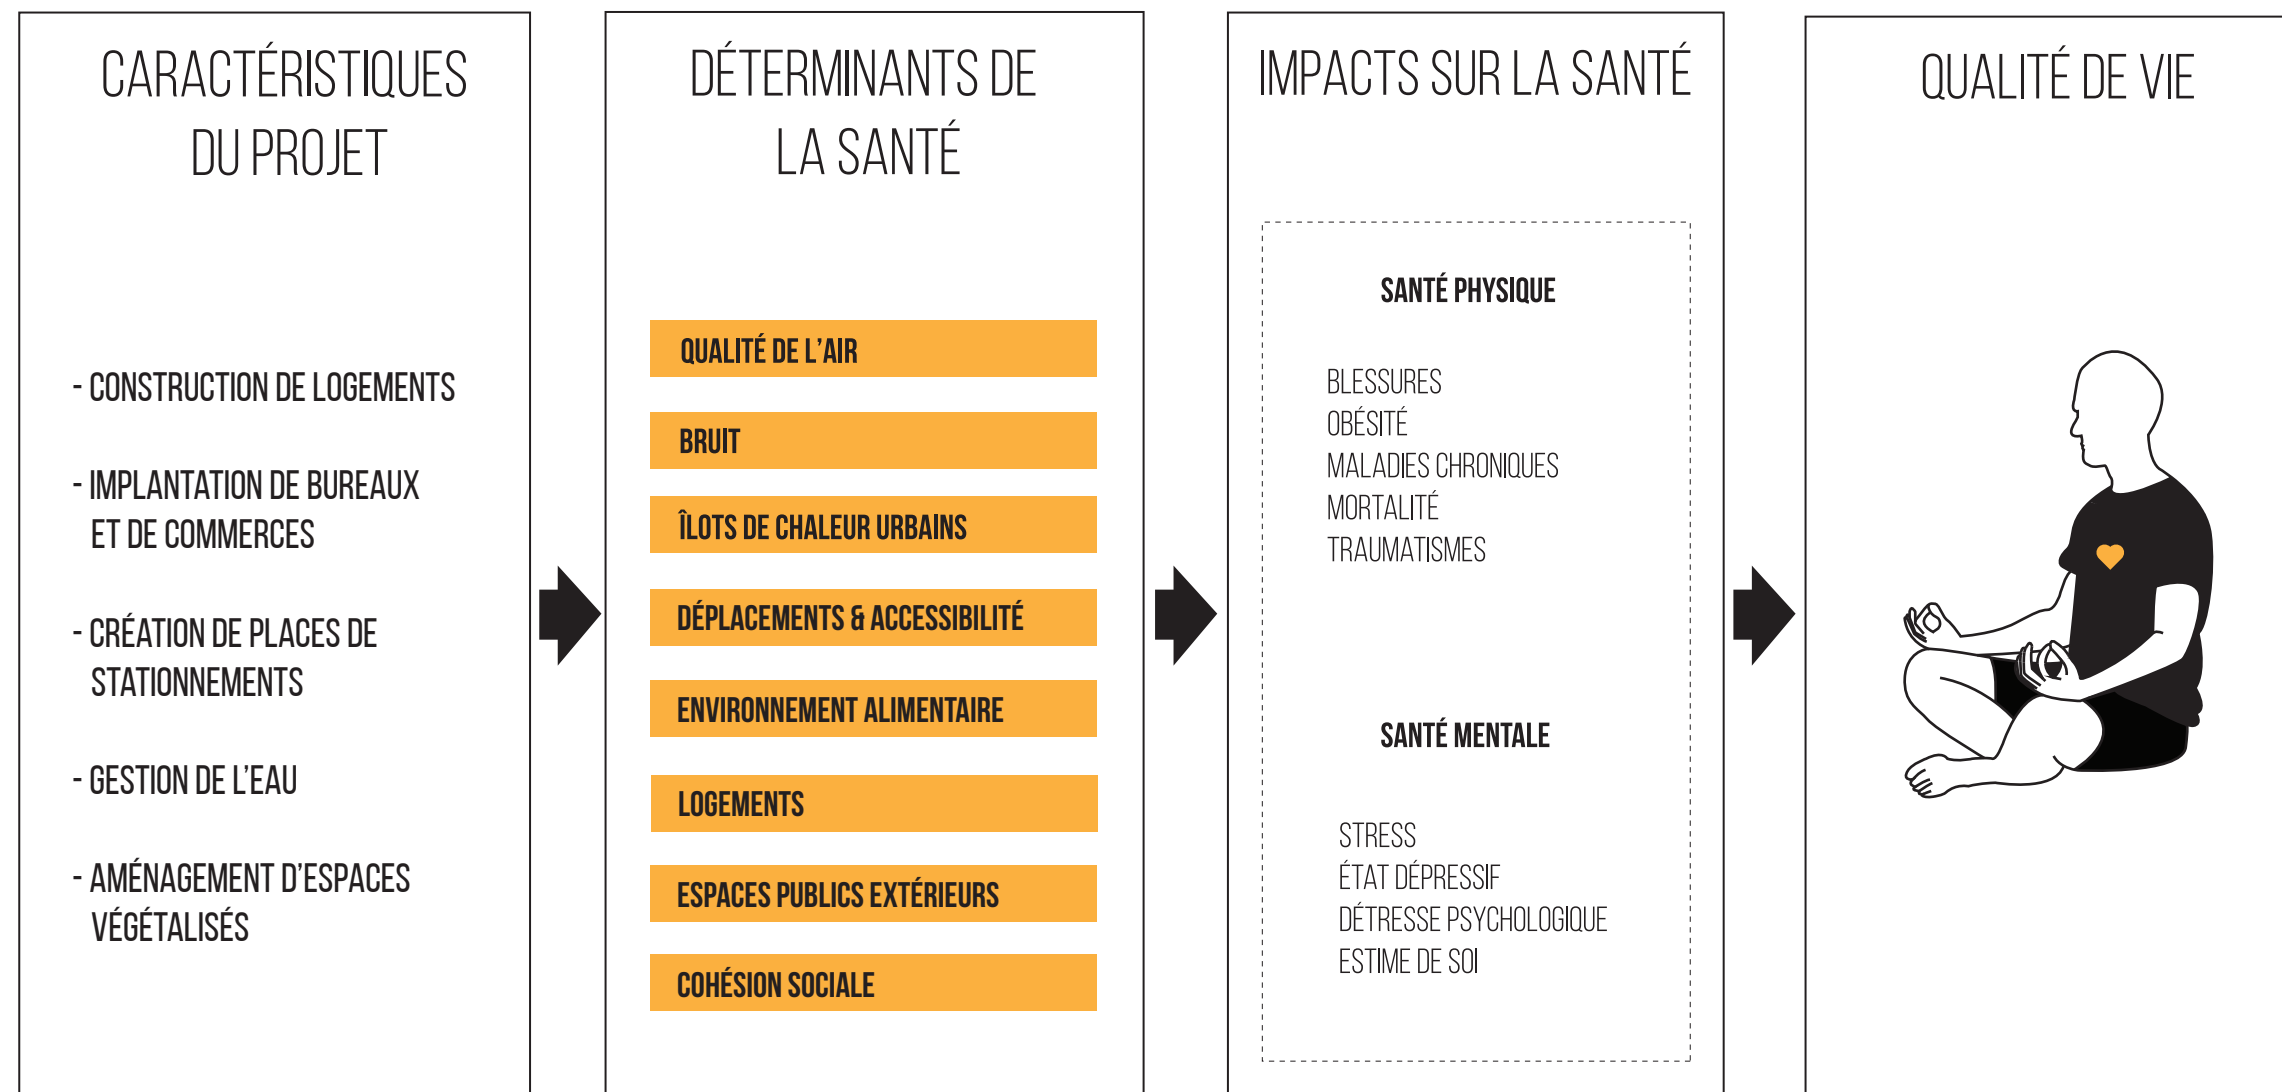 CARACTÉRISTIQUES
DU PROJET
- CONSTRUCTION DE LOGEMENTS
- IMPLANTATION DE BUREAUX
ET DE COMMERCES
- CRÉATION DE PLACES DE
STATIONNEMENTS
- GESTION DE L'EAU
- AMÉNAGEMENT D'ESPACES
VÉGÉTALISÉS
DÉTERMINANTS DE
LA SANTÉ
QUALITÉ DE L'AIR
BRUIT
ÎLOTS DE CHALEUR URBAINS
DÉPLACEMENTS & ACCESSIBILITÉ
ENVIRONNEMENT ALIMENTAIRE
LOGEMENTS
ESPACES PUBLICS EXTÉRIEURS
COHÉSION SOCIALE
IMPACTS SUR LA SANTÉ
SANTÉ PHYSIQUE
BLESSURES
OBÉSITÉ
MALADIES CHRONIQUES
MORTALITÉ
TRAUMATISMES
SANTÉ MENTALE
STRESS
ÉTAT DÉPRESSIF
DÉTRESSE PSYCHOLOGIQUE
ESTIME DE SOI
QUALITÉ DE VIE